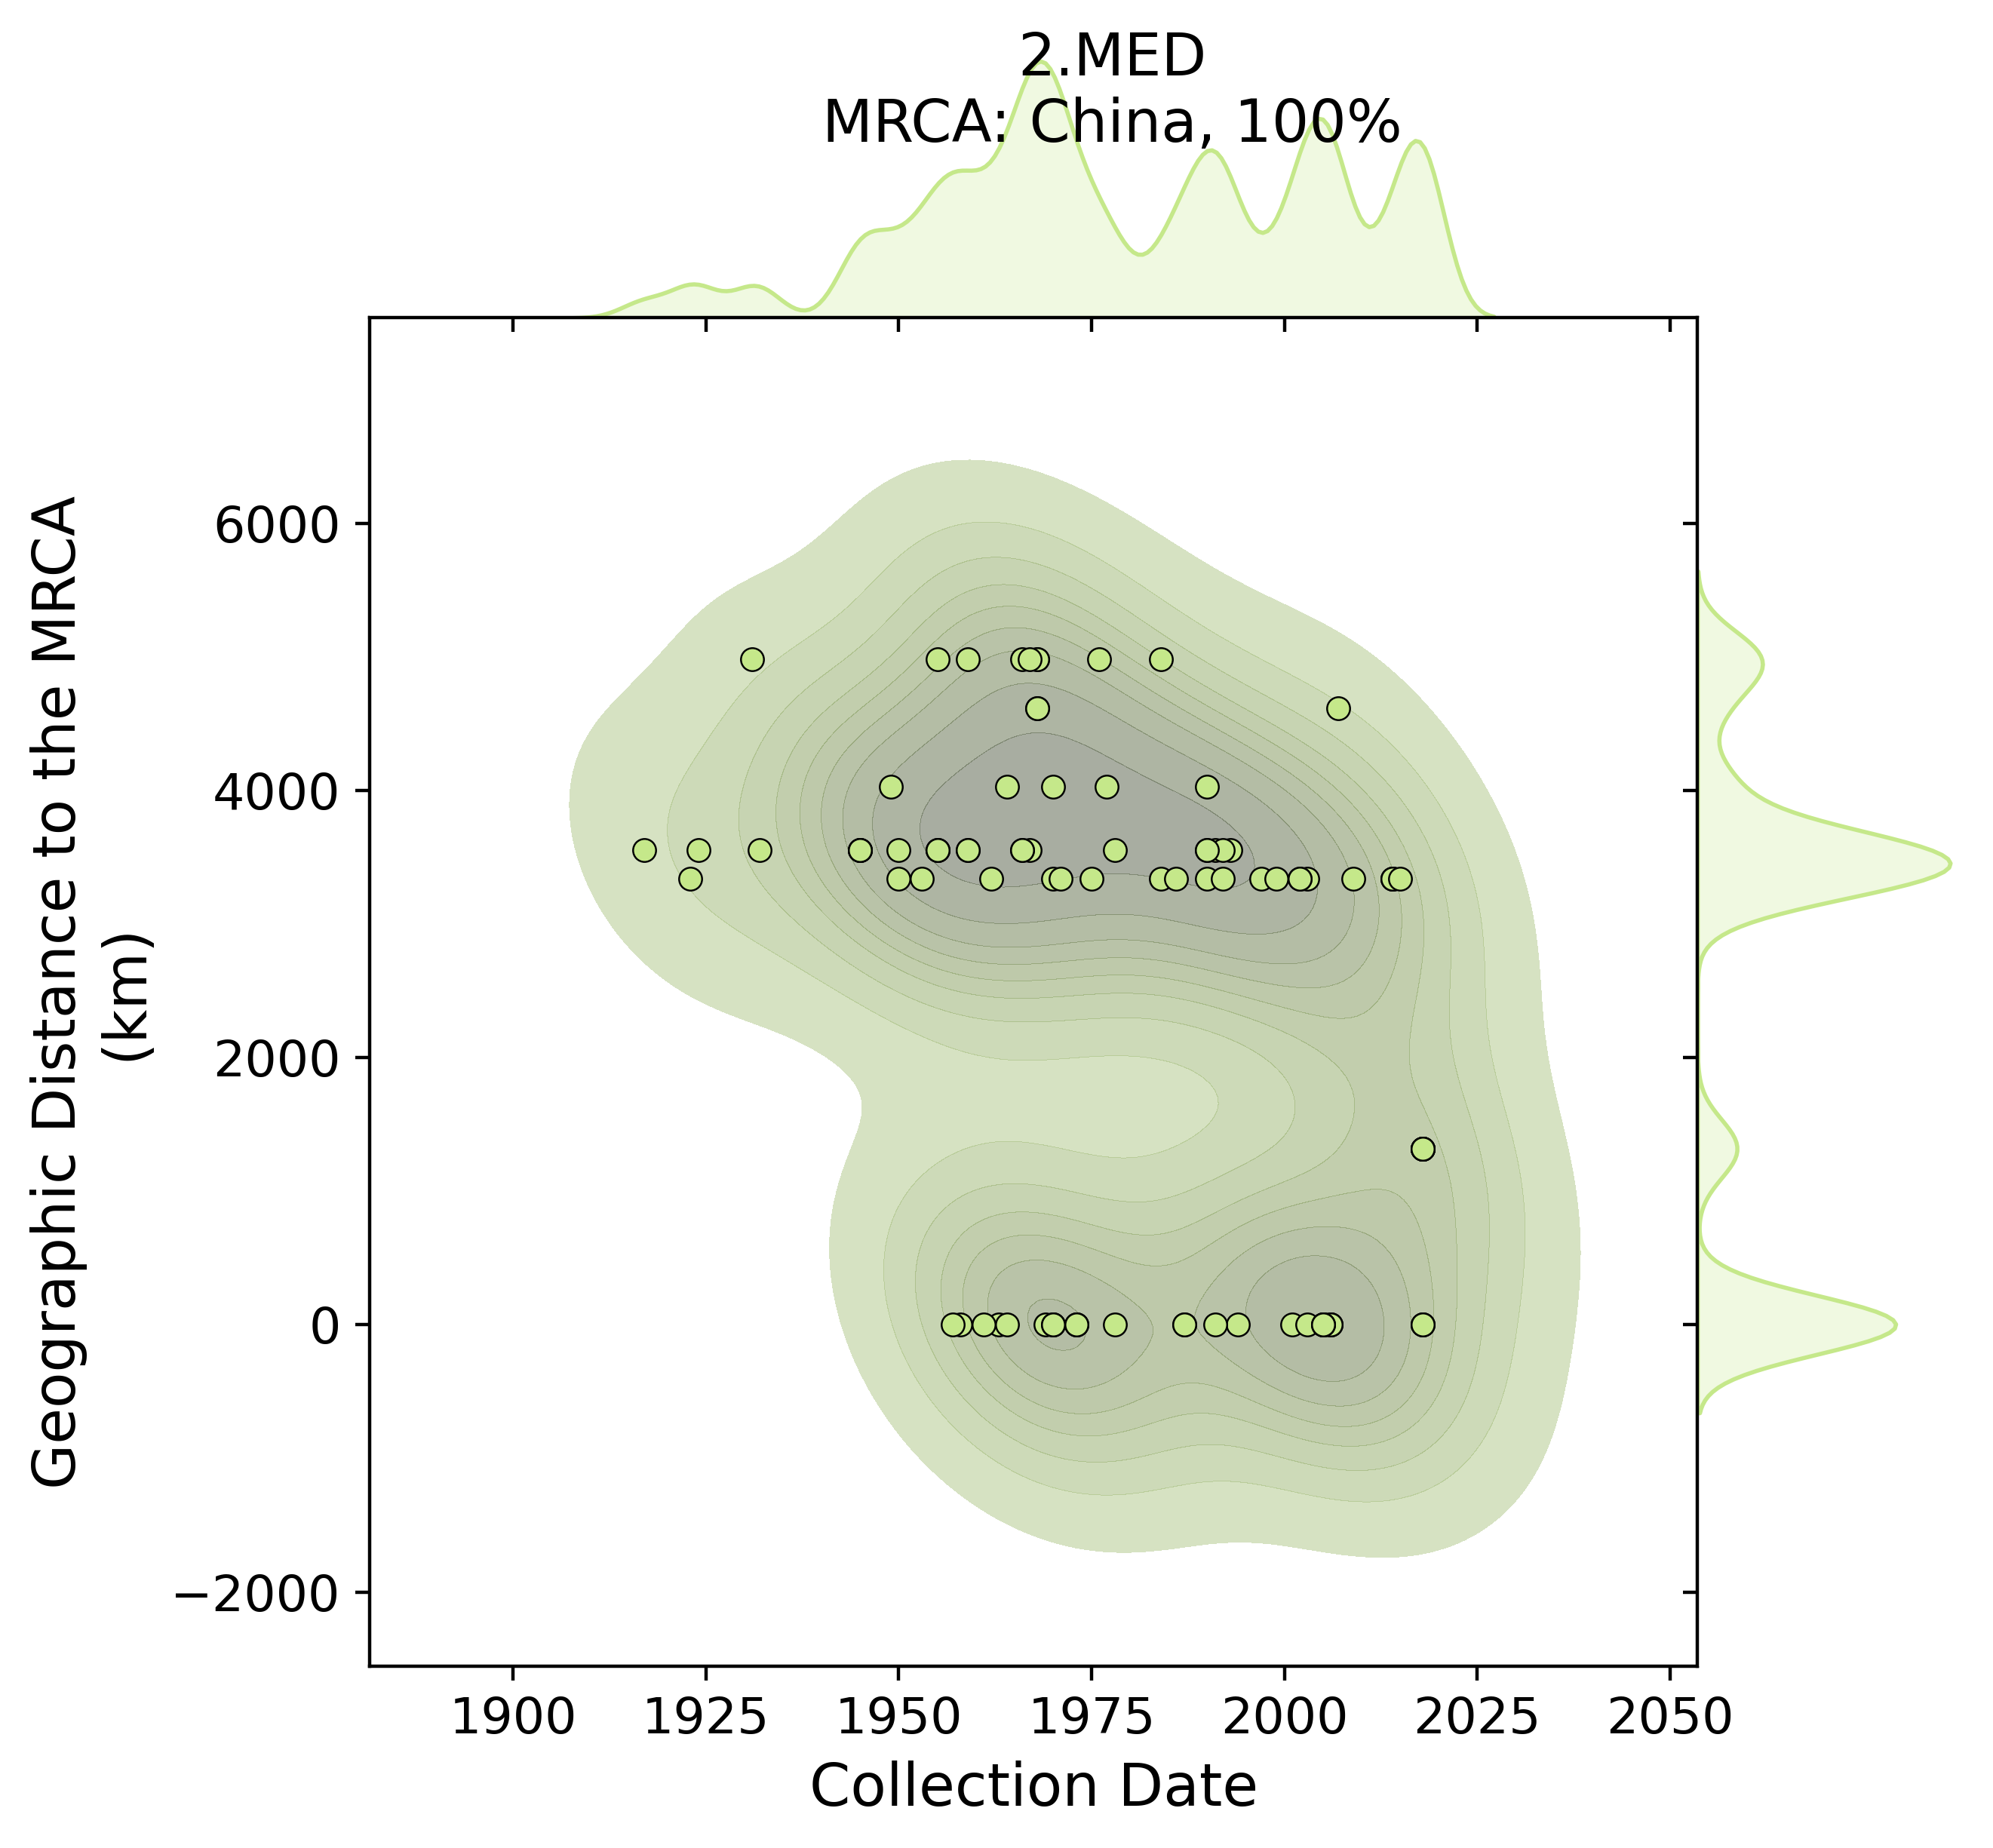 2.MED
MRCA: China, 100%
Geographic Distance to the MRCA
(km)
6000
4000
2000
0
−2000
1900 1925 1950 1975 2000 2025 2050
Collection Date